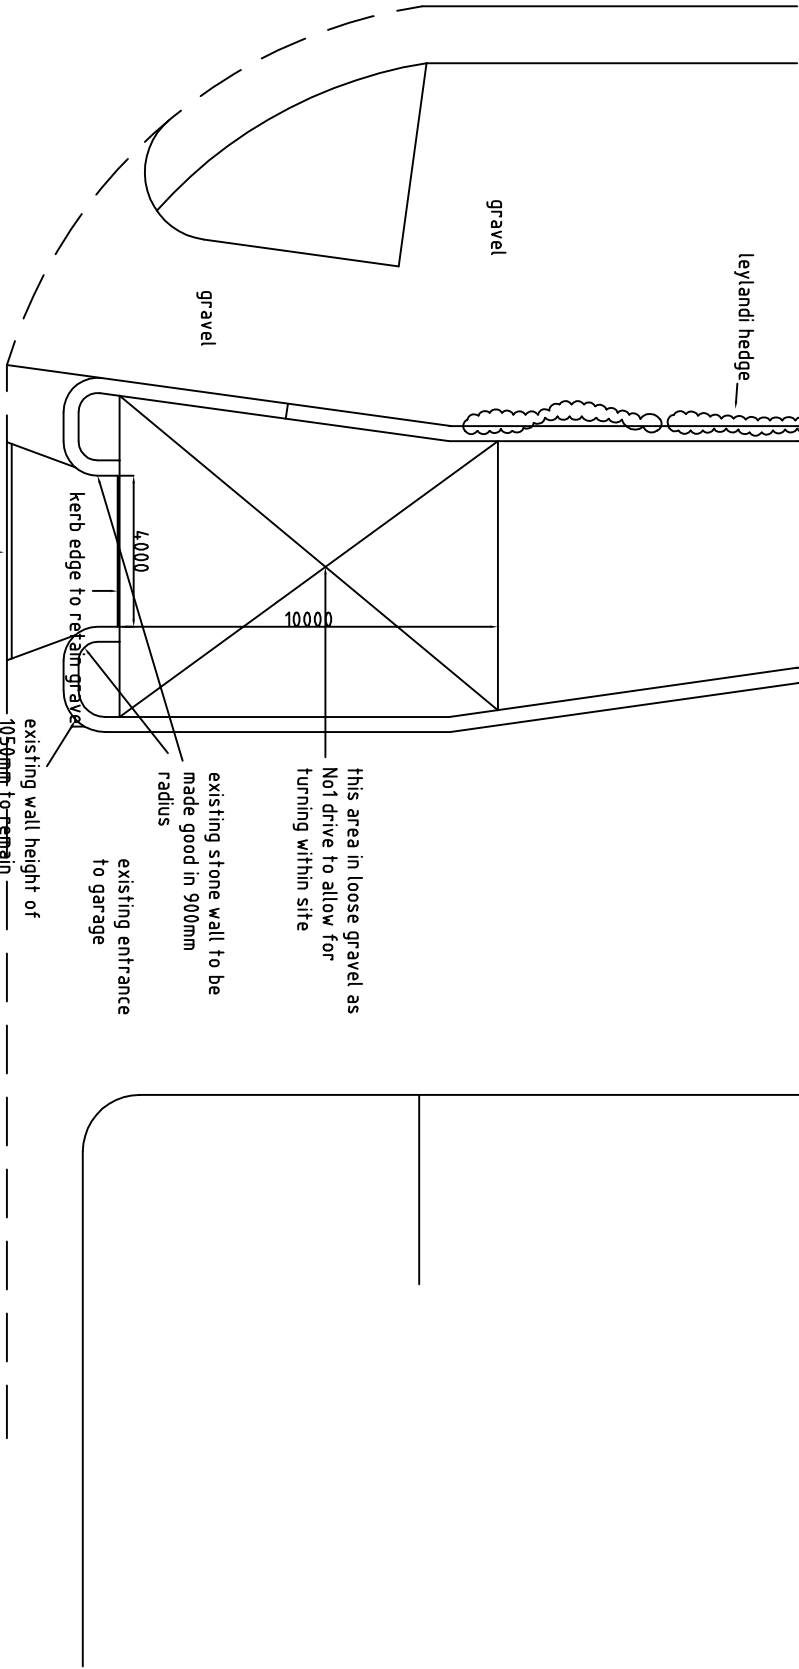 gravel
leylandi hedge
gravel
4000
10000
kerb edge to retain gravel
existing wall height of
1050mm to remain
this area in loose gravel as
No1 drive to allow for
turning within site
existing stone wall to be
made good in 900mm
radius
existing entrance
to garage